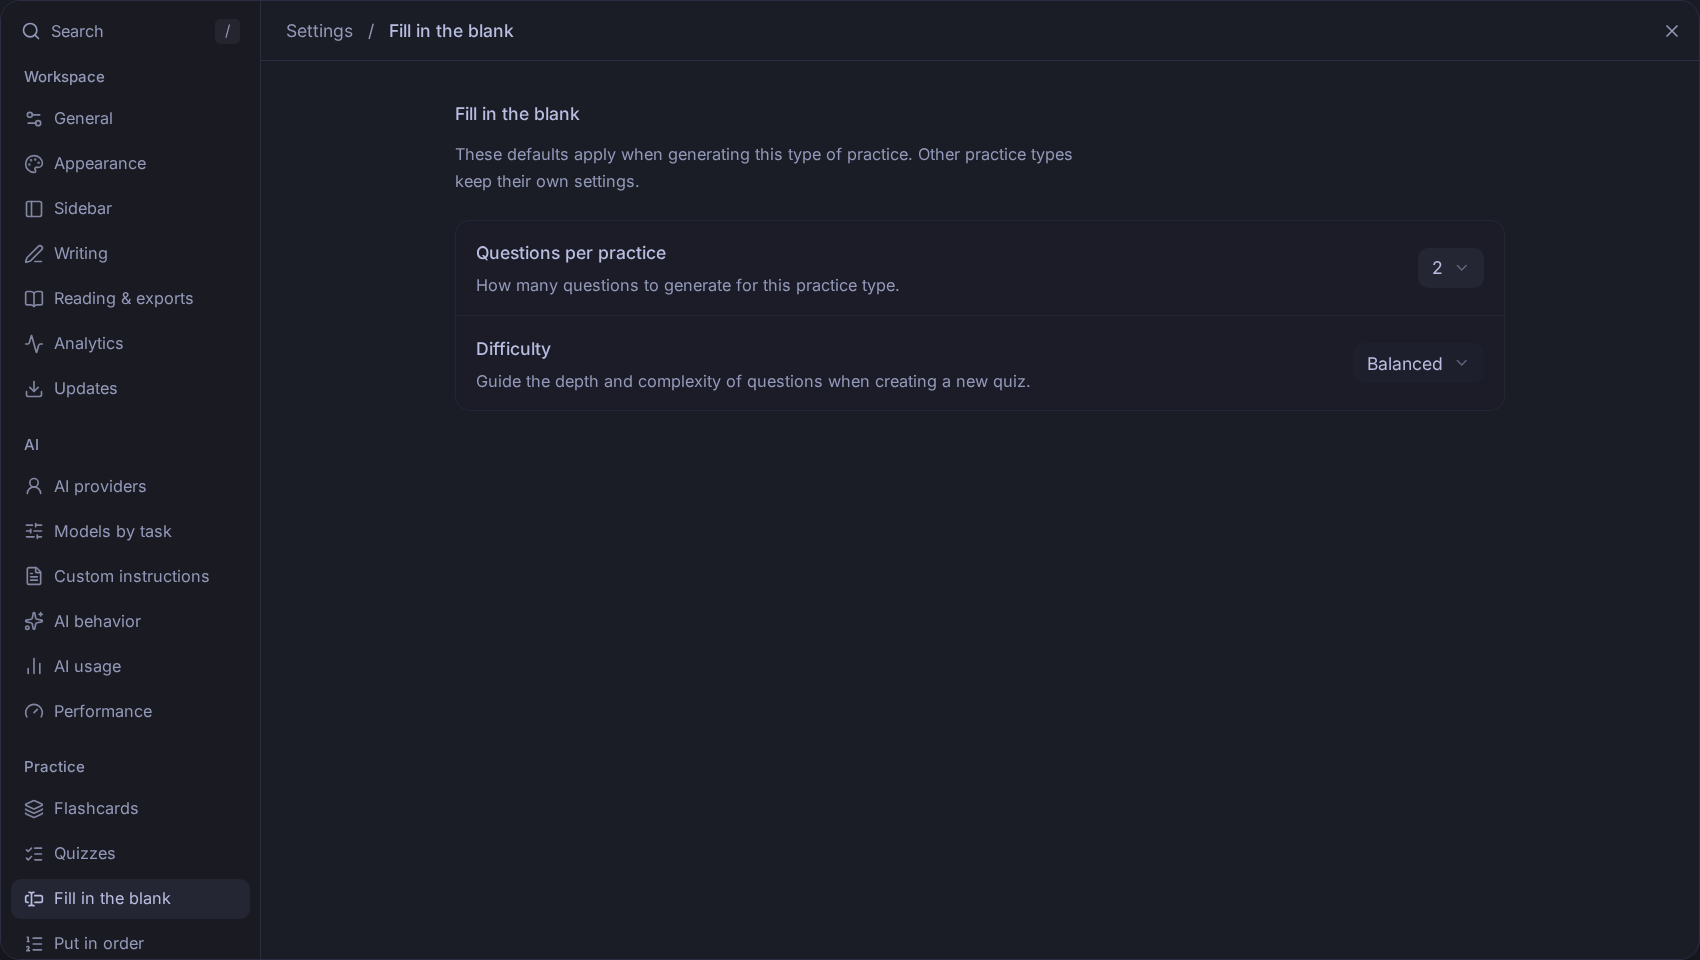 Search
/
Workspace
General
Appearance
Sidebar
Writing
Reading & exports
Analytics
Updates
AI
AI providers
Models by task
Custom instructions
AI behavior
AI usage
Performance
Practice
Flashcards
Quizzes
Fill in the blank
Put in order
Settings / Fill in the blank
Fill in the blank
These defaults apply when generating this type of practice. Other practice types
keep their own settings.
Questions per practice
How many questions to generate for this practice type.
2
Difficulty
Guide the depth and complexity of questions when creating a new quiz.
Balanced